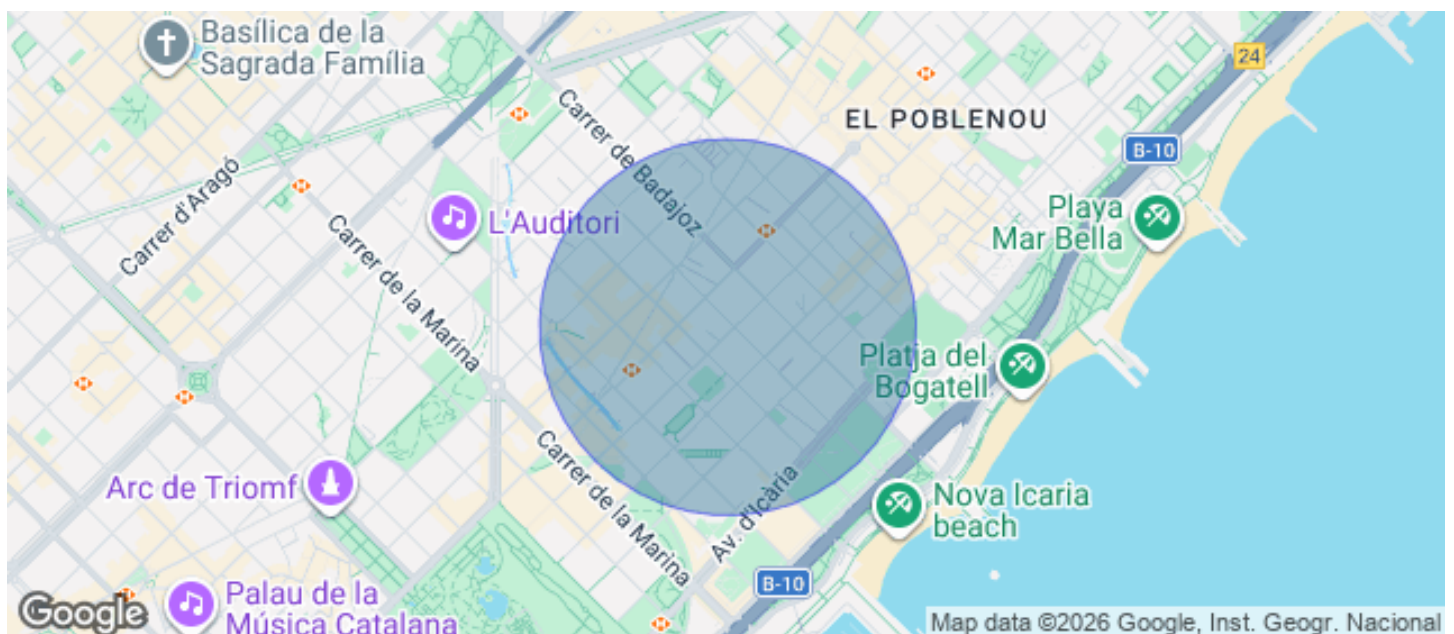 Basílica de la
Sagrada Família
24
Carrer de Badajoz
EL POBLENOU
B-10
Carrer d'Aragó
L'Auditori
Playa
Mar Bella
Carrer de la Marina
Platja del
Bogatell
Arc de Triomf
Carrer de la Marina
Av. d'Icària
Nova Icaria
beach
B-10
Palau de la
Música Catalana
Google
Map data ©2026 Google, Inst. Geogr. Nacional